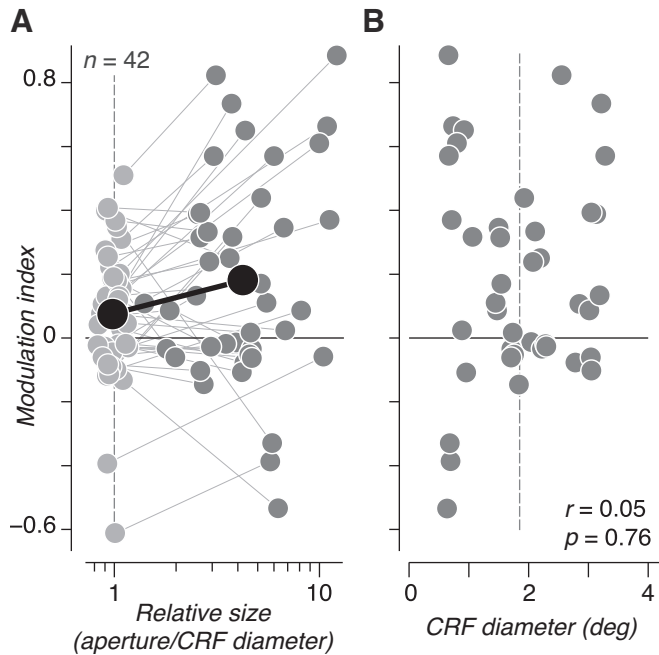 A
B
n = 42
0.8
0
−0.6
Modulation index
1
10
Relative size
(aperture/CRF diameter)
r = 0.05
p = 0.76
0
2
4
CRF diameter (deg)